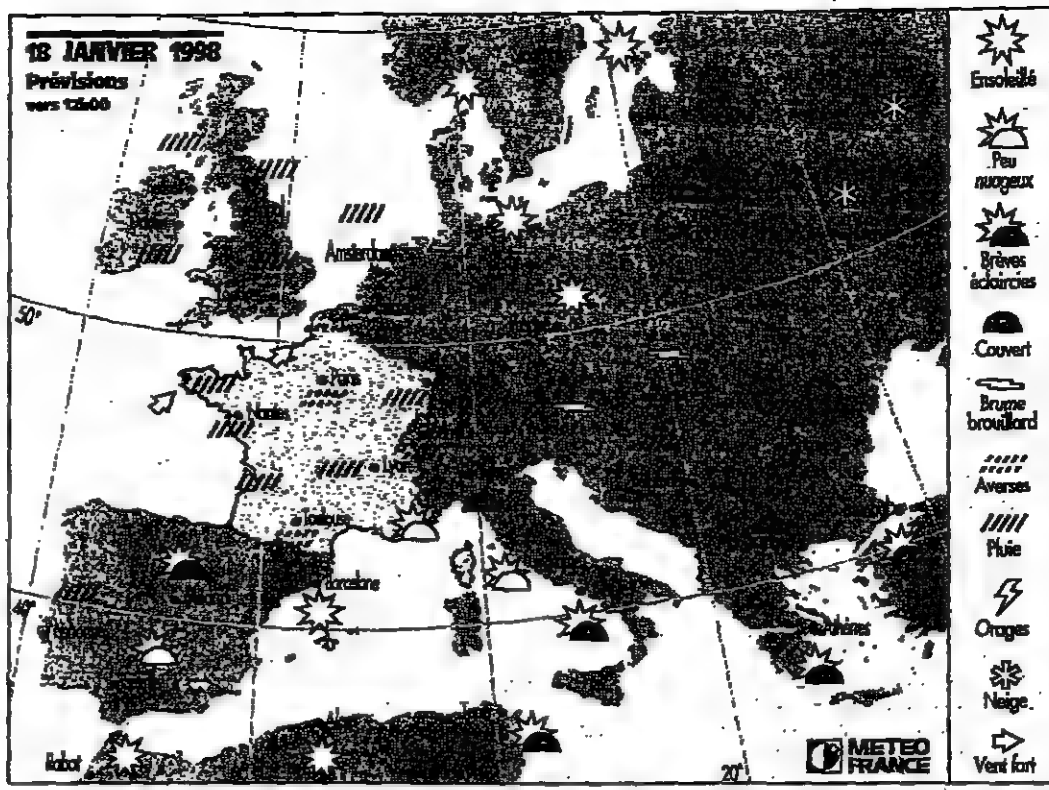 18 JANVIER 1998
Prévisions
vers 12h00
Amsterdam
50°
Paris
Nantes
Lyon
Toulouse
Barcelone
40°
Athènes
Rabat
20°
METEO
FRANCE
Ensoleillé
Peu
nuageux
Brèves
éclaircies
Couvert
Brume
brouillard
Averses
Pluie
Orages
Neige
Vent fort